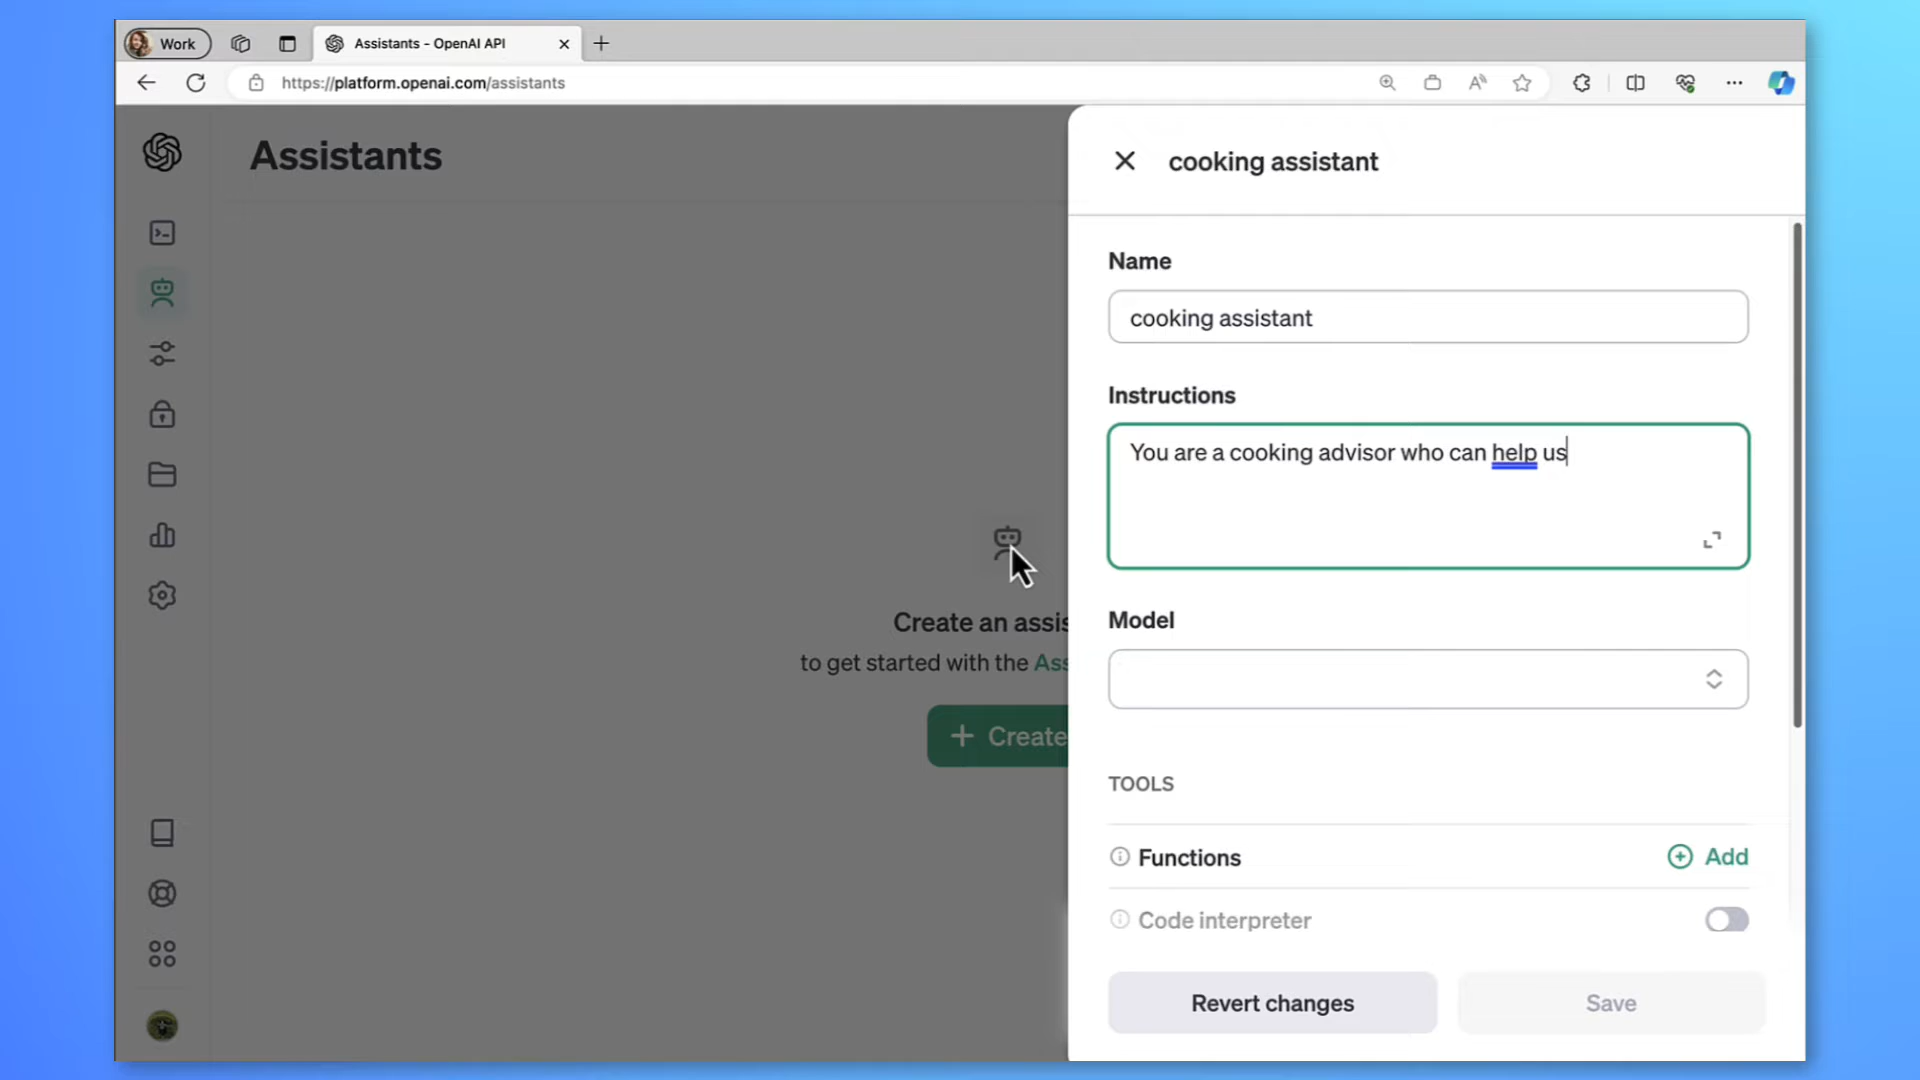 Work
Assistants - OpenAI API
https://platform.openai.com/assistants
Assistants
Create an assis
to get started with the Ass
+ Create
cooking assistant
Name
cooking assistant
Instructions
You are a cooking advisor who can help us
Model
TOOLS
Functions
Add
Code interpreter
Revert changes
Save